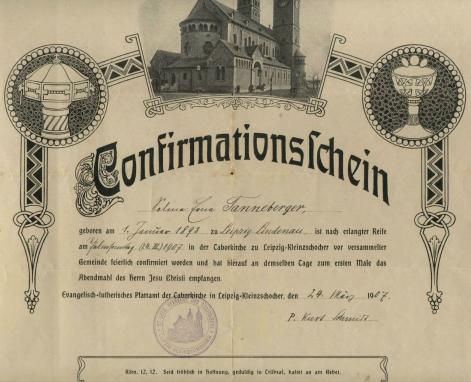 Confirmationsschein
Tanneberger,
geboren am 1. Januar 1893 zu Leipzig Lindenau, ist nach erlangter Reife
am Palmsonntag (24. III.) 1907 in der Taborkirche zu Leipzig-Kleinzschocher vor versammelter
Gemeinde feierlich confirmiert worden und hat hierauf an demselben Tage zum ersten Male das
Abendmahl des Herrn Jesu Christi empfangen.
Evangelisch-lutherisches Pfarramt der Taborkirche in Leipzig-Kleinzschocher, den 24. März 1907.
P. Kurt Schmidt
Röm. 12, 12. Seid fröhlich in Hoffnung, geduldig in Trübsal, haltet an am Gebet.